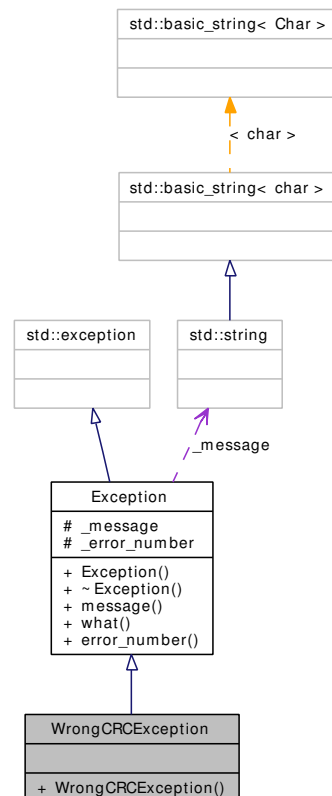 std::basic_string< Char >
< char >
std::basic_string< char>
std::exception
std::string
_message
Exception
# _message
# _error_number
+ Exception()
+ ~Exception()
+ message()
+ what()
+ error_number()
WrongCRCException
+ WrongCRCException()